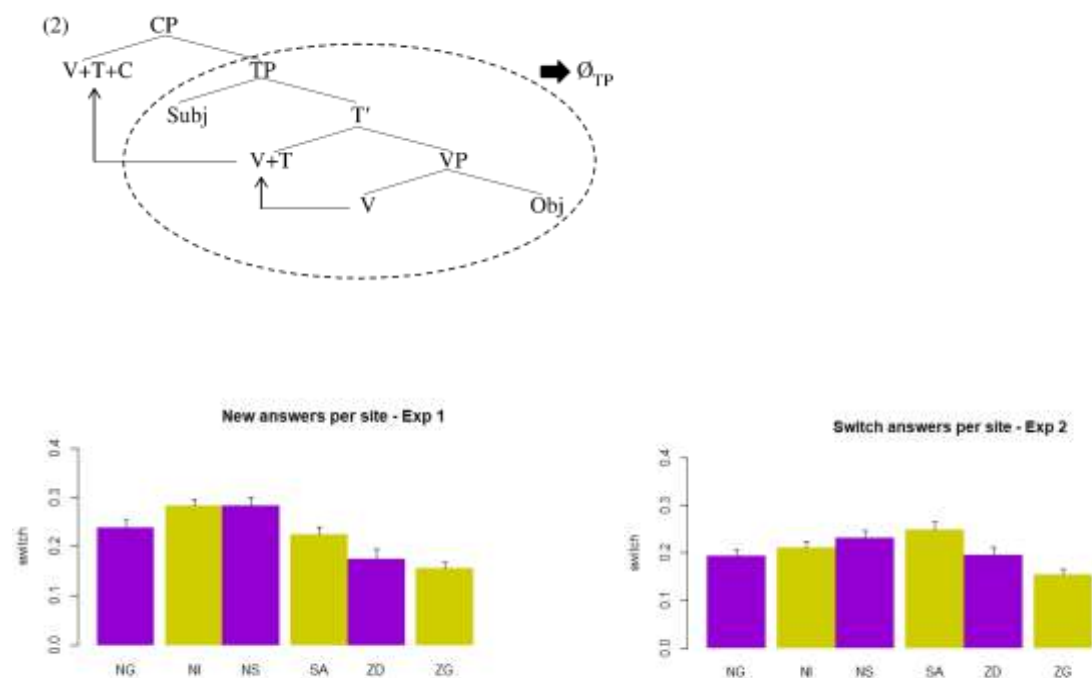 (2)
CP
V+T+C
TP
➡ Ø_TP
Subj
T′
V+T
VP
V
Obj
New answers per site - Exp 1
switch
0.0 0.1 0.2 0.3 0.4
NG NI NS SA ZD ZG
Switch answers per site - Exp 2
switch
0.0 0.1 0.2 0.3 0.4
NG NI NS SA ZD ZG